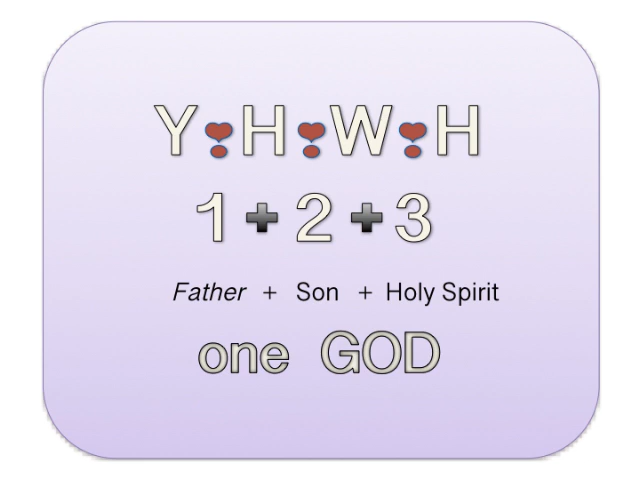 Y❣H❣W❣H
1 + 2 + 3
Father + Son + Holy Spirit
one GOD